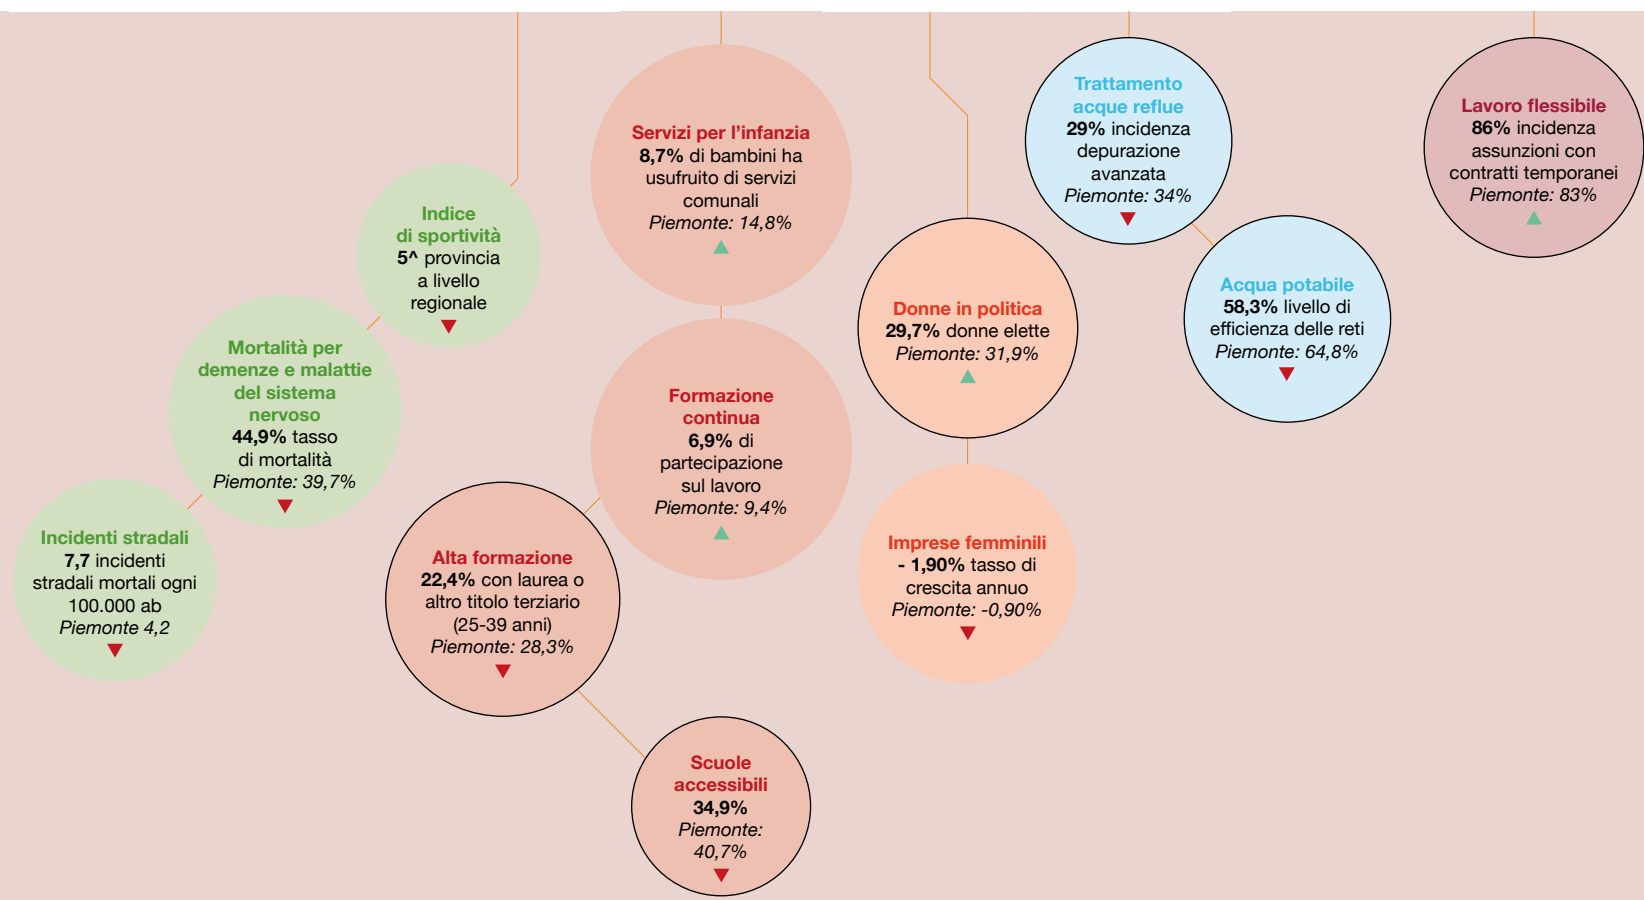 Incidenti stradali
7,7 incidenti
stradali mortali ogni
100.000 ab
Piemonte 4,2
Mortalità per
demenze e malattie
del sistema
nervoso
44,9% tasso
di mortalità
Piemonte: 39,7%
Indice
di sportività
5^ provincia
a livello
regionale
Servizi per l’infanzia
8,7% di bambini ha
usufruito di servizi
comunali
Piemonte: 14,8%
Formazione
continua
6,9% di
partecipazione
sul lavoro
Piemonte: 9,4%
Alta formazione
22,4% con laurea o
altro titolo terziario
(25-39 anni)
Piemonte: 28,3%
Scuole
accessibili
34,9%
Piemonte:
40,7%
Donne in politica
29,7% donne elette
Piemonte: 31,9%
Imprese femminili
- 1,90% tasso di
crescita annuo
Piemonte: -0,90%
Trattamento
acque reflue
29% incidenza
depurazione
avanzata
Piemonte: 34%
Acqua potabile
58,3% livello di
efficienza delle reti
Piemonte: 64,8%
Lavoro flessibile
86% incidenza
assunzioni con
contratti temporanei
Piemonte: 83%